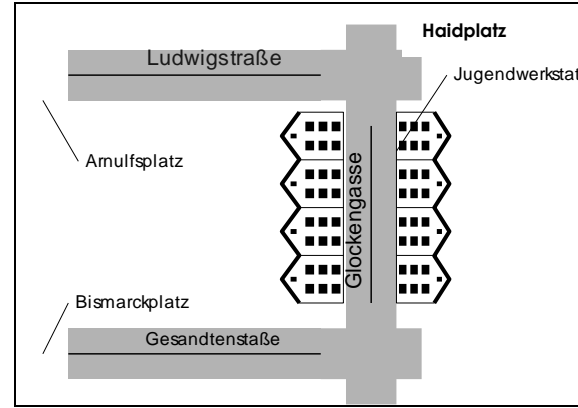 Haidplatz
Ludwigstraße
Jugendwerkstat
Arnulfsplatz
Glockengasse
Bismarckplatz
Gesandtenstaße